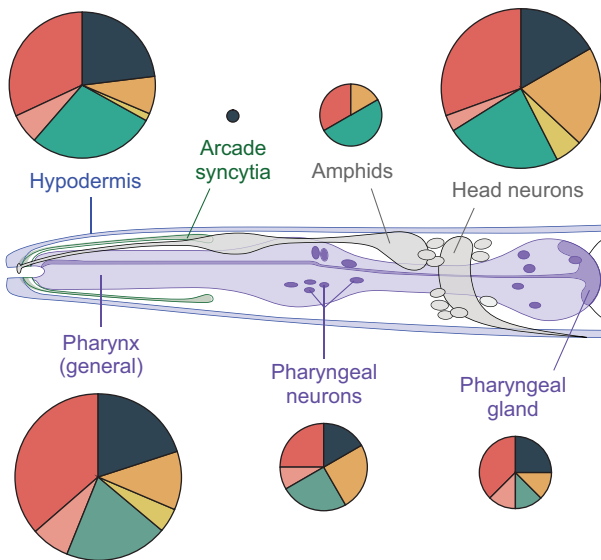 Hypodermis
Arcade
syncytia
Amphids
Head neurons
Pharynx
(general)
Pharyngeal
neurons
Pharyngeal
gland